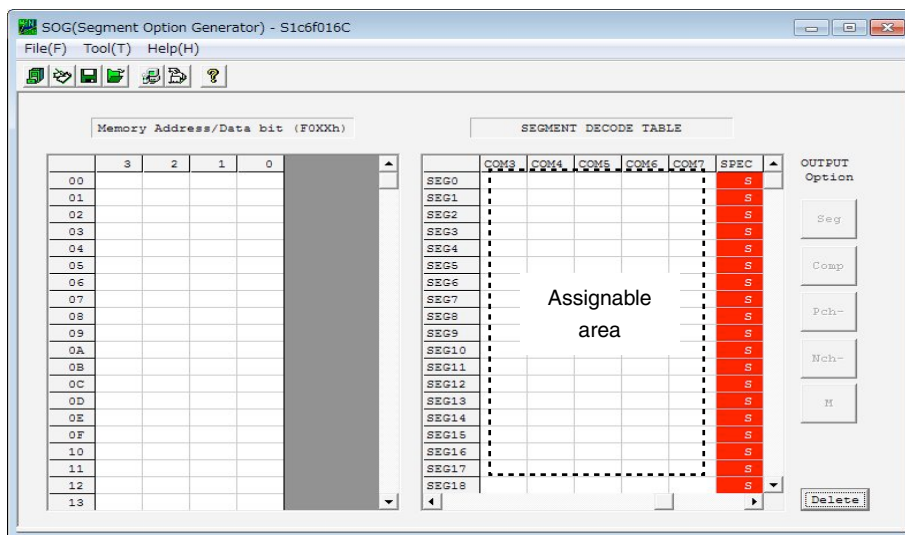 SOG(Segment Option Generator) - S1c6f016C
File(F) Tool(T) Help(H)
Memory Address/Data bit (F0XXh)
SEGMENT DECODE TABLE
3 2 1 0
00
01
02
03
04
05
06
07
08
09
0A
0B
0C
0D
0E
0F
10
11
12
13
COM3 COM4 COM5 COM6 COM7 SPEC
SEG0 S
SEG1 S
SEG2 S
SEG3 S
SEG4 S
SEG5 S
SEG6 S
SEG7 S
SEG8 S
SEG9 S
SEG10 S
SEG11 S
SEG12 S
SEG13 S
SEG14 S
SEG15 S
SEG16 S
SEG17 S
SEG18 S
Assignable
area
OUTPUT
Option
Seg
Comp
Pch-
Nch-
M
Delete